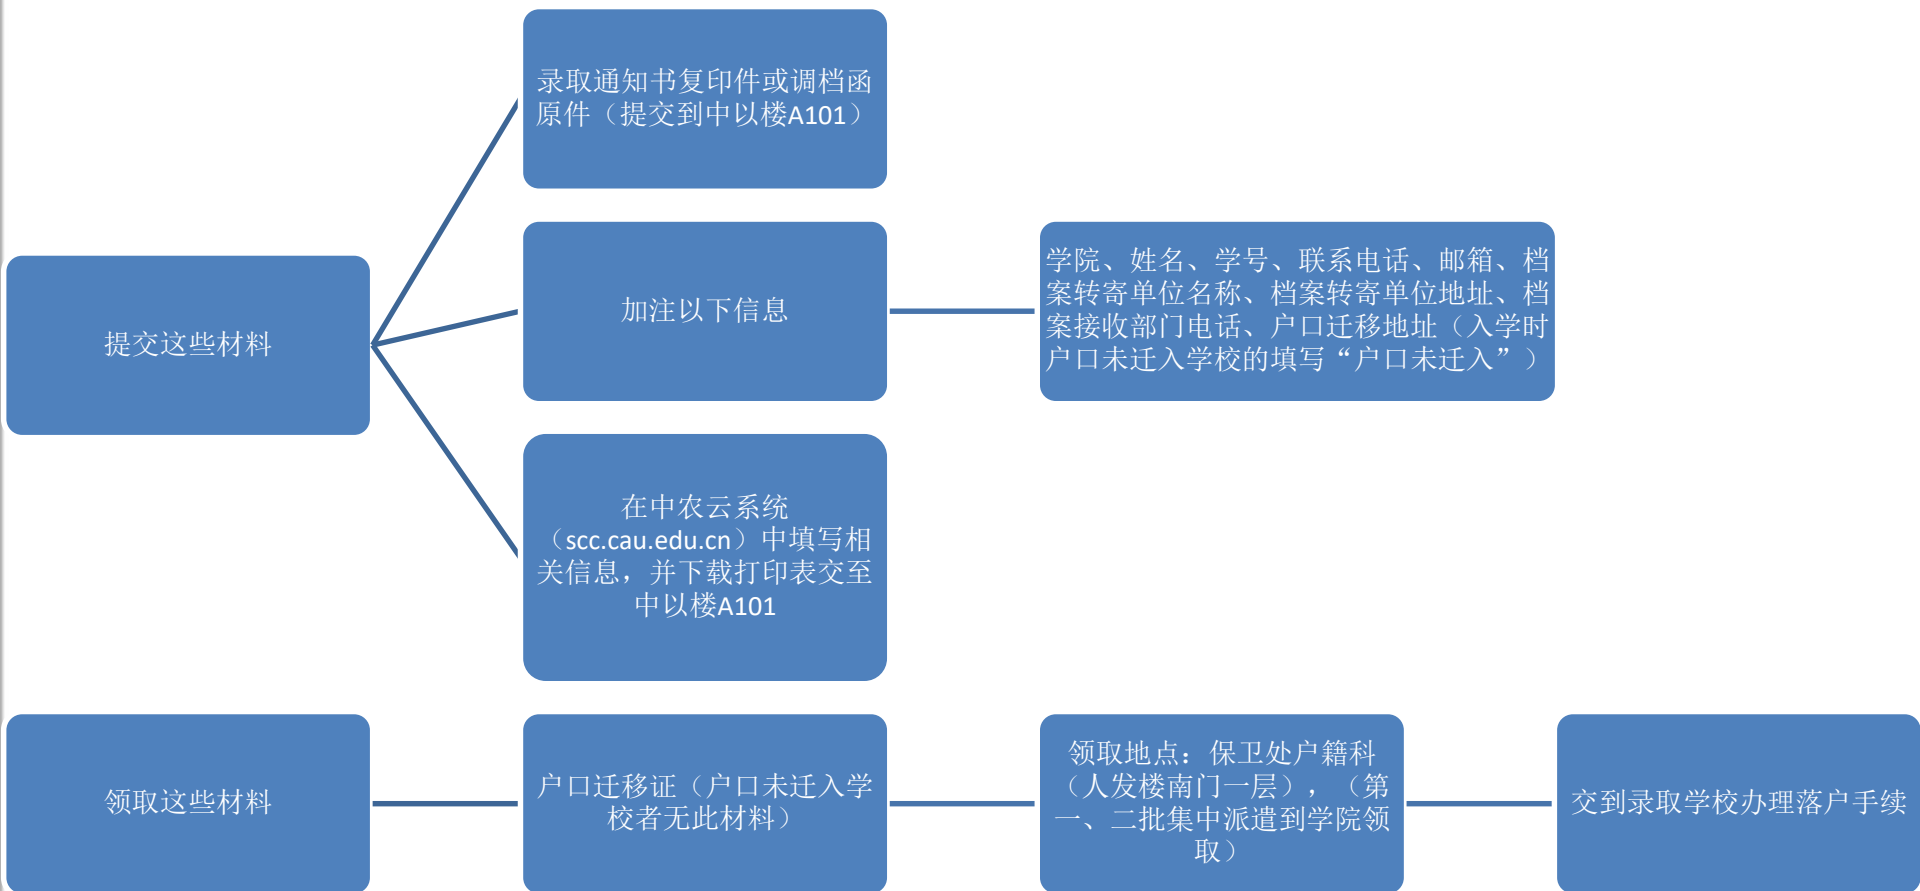 录取通知书复印件或调档函
原件（提交到中以楼A101）
提交这些材料
加注以下信息
学院、姓名、学号、联系电话、邮箱、档
案转寄单位名称、档案转寄单位地址、档
案接收部门电话、户口迁移地址（入学时
户口未迁入学校的填写“户口未迁入”）
在中农云系统
（scc.cau.edu.cn）中填写相
关信息，并下载打印表交至
中以楼A101
领取这些材料
户口迁移证（户口未迁入学
校者无此材料）
领取地点：保卫处户籍科
（人发楼南门一层），（第
一、二批集中派遣到学院领
取）
交到录取学校办理落户手续